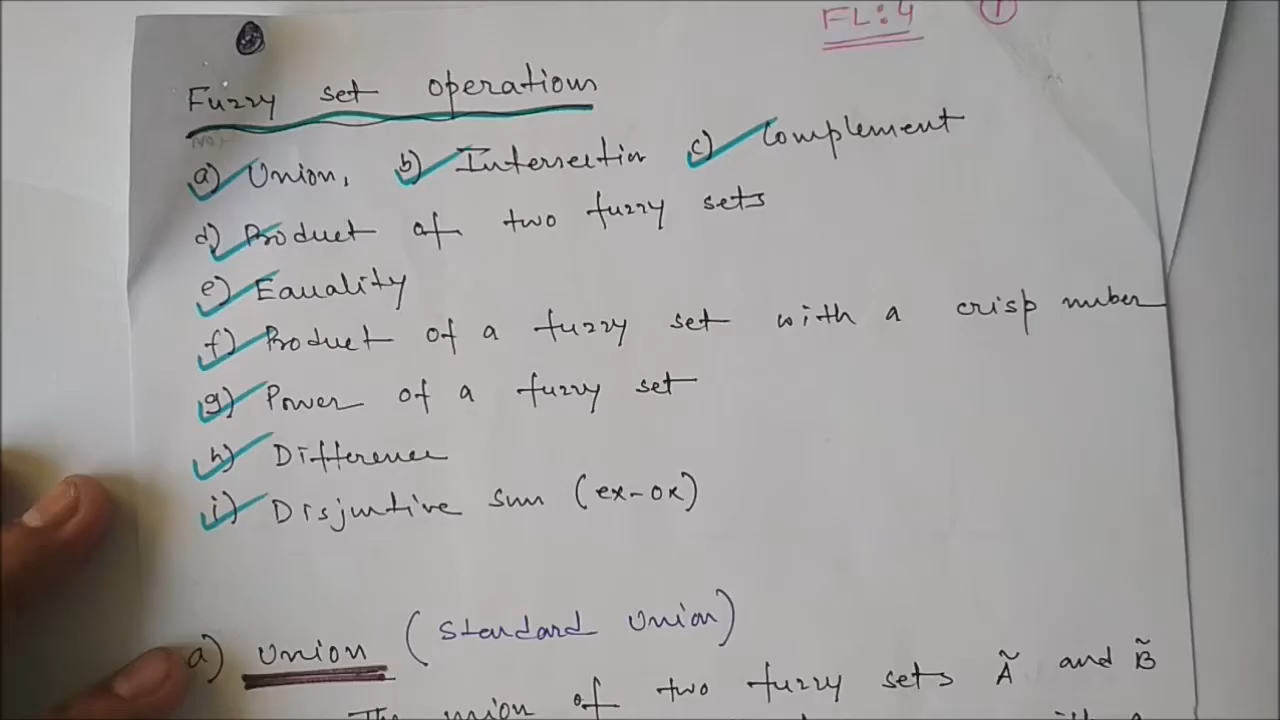 FL:4 1
Fuzzy set operations
a) Union, b) Intersection c) Complement
d) Product of two fuzzy sets
e) Equality
f) Product of a fuzzy set with a crisp number
g) Power of a fuzzy set
h) Difference
i) Disjuntive sum (ex-or)
a) Union (Standard Union)
The union of two fuzzy sets Ã and B̃